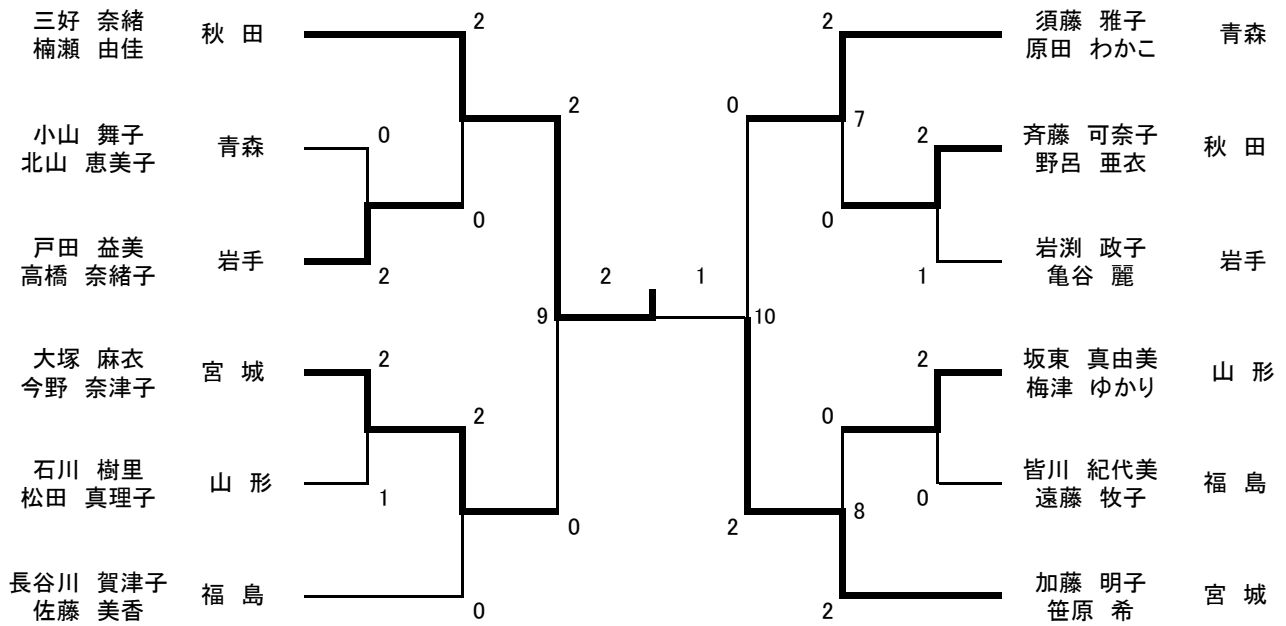 三好 奈緒
楠瀬 由佳
秋 田
2
小山 舞子
北山 恵美子
青森
0
戸田 益美
高橋 奈緒子
岩手
2
0
2
大塚 麻衣
今野 奈津子
宮 城
2
石川 樹里
松田 真理子
山 形
1
2
長谷川 賀津子
佐藤 美香
福 島
0
0
9
2
1
10
須藤 雅子
原田 わかこ
青森
2
0
7
斉藤 可奈子
野呂 亜衣
秋 田
2
0
岩渕 政子
亀谷 麗
岩手
1
坂東 真由美
梅津 ゆかり
山 形
2
0
皆川 紀代美
遠藤 牧子
福 島
0
8
2
加藤 明子
笹原 希
宮 城
2